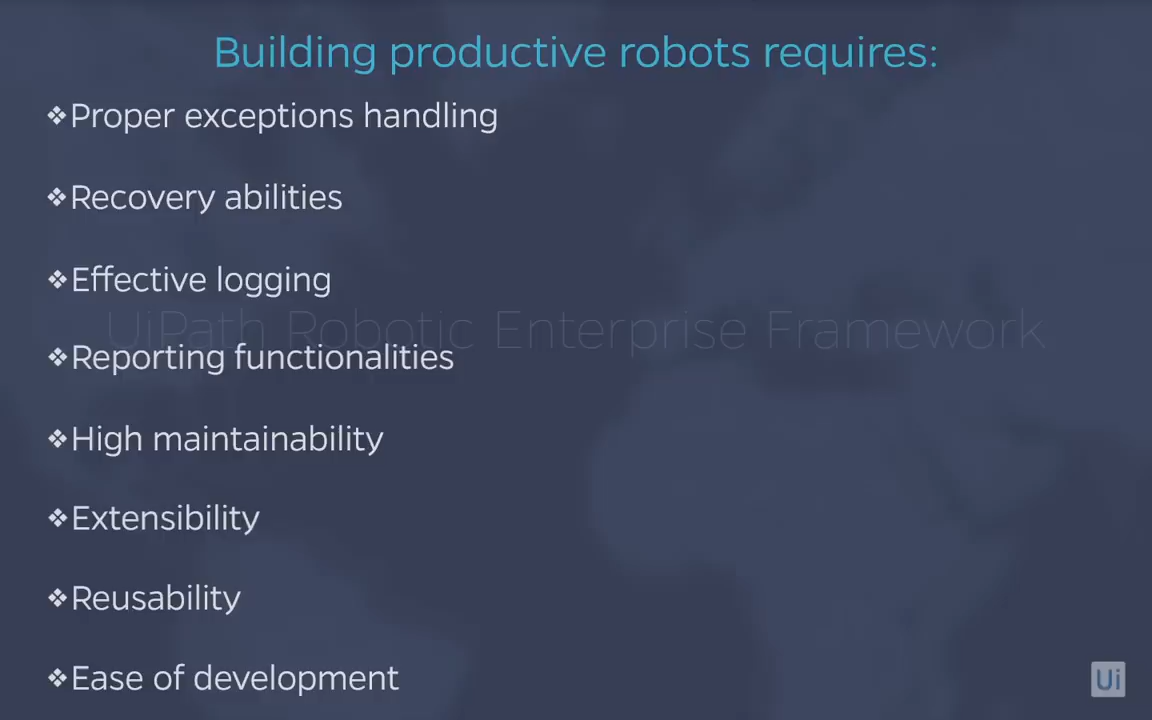 Building productive robots requires:
❖Proper exceptions handling
❖Recovery abilities
❖Effective logging
UiPath Robotic Enterprise Framework
❖Reporting functionalities
❖High maintainability
❖Extensibility
❖Reusability
❖Ease of development
Ui